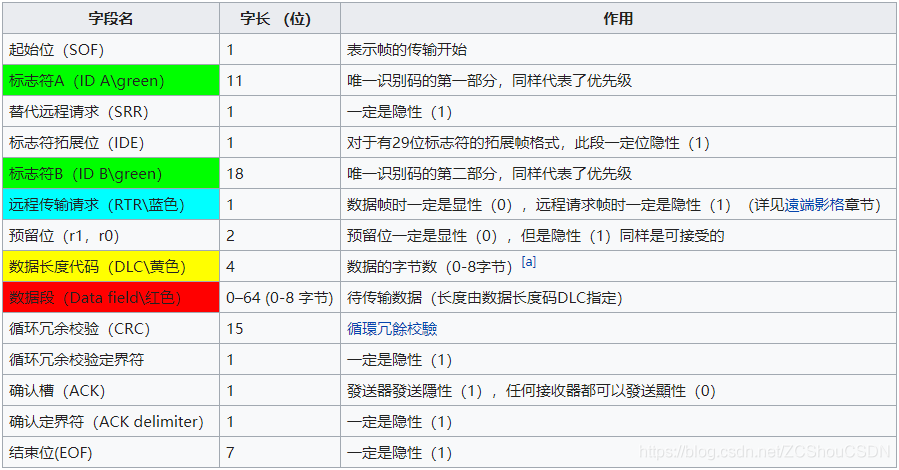 字段名 字长 （位） 作用
起始位（SOF） 1 表示帧的传输开始
标志符A（ID A\green） 11 唯一识别码的第一部分，同样代表了优先级
替代远程请求（SRR） 1 一定是隐性（1）
标志符拓展位（IDE） 1 对于有29位标志符的拓展帧格式，此段一定位隐性（1）
标志符B（ID B\green） 18 唯一识别码的第二部分，同样代表了优先级
远程传输请求（RTR\蓝色） 1 数据帧时一定是显性（0），远程请求帧时一定是隐性（1）（详见遠端影格章节）
预留位（r1，r0） 2 预留位一定是显性（0），但是隐性（1）同样是可接受的
数据长度代码（DLC\黄色） 4 数据的字节数（0-8字节）[a]
数据段（Data field\红色） 0–64 (0-8 字节) 待传输数据（长度由数据长度码DLC指定)
循环冗余校验（CRC） 15 循環冗餘校驗
循环冗余校验定界符 1 一定是隐性（1）
确认槽（ACK） 1 發送器發送隱性（1），任何接收器都可以發送顯性（0）
确认定界符（ACK delimiter） 1 一定是隐性（1）
结束位(EOF) 7 一定是隐性（1）
https://blog.csdn.net/ZCShouCSDN